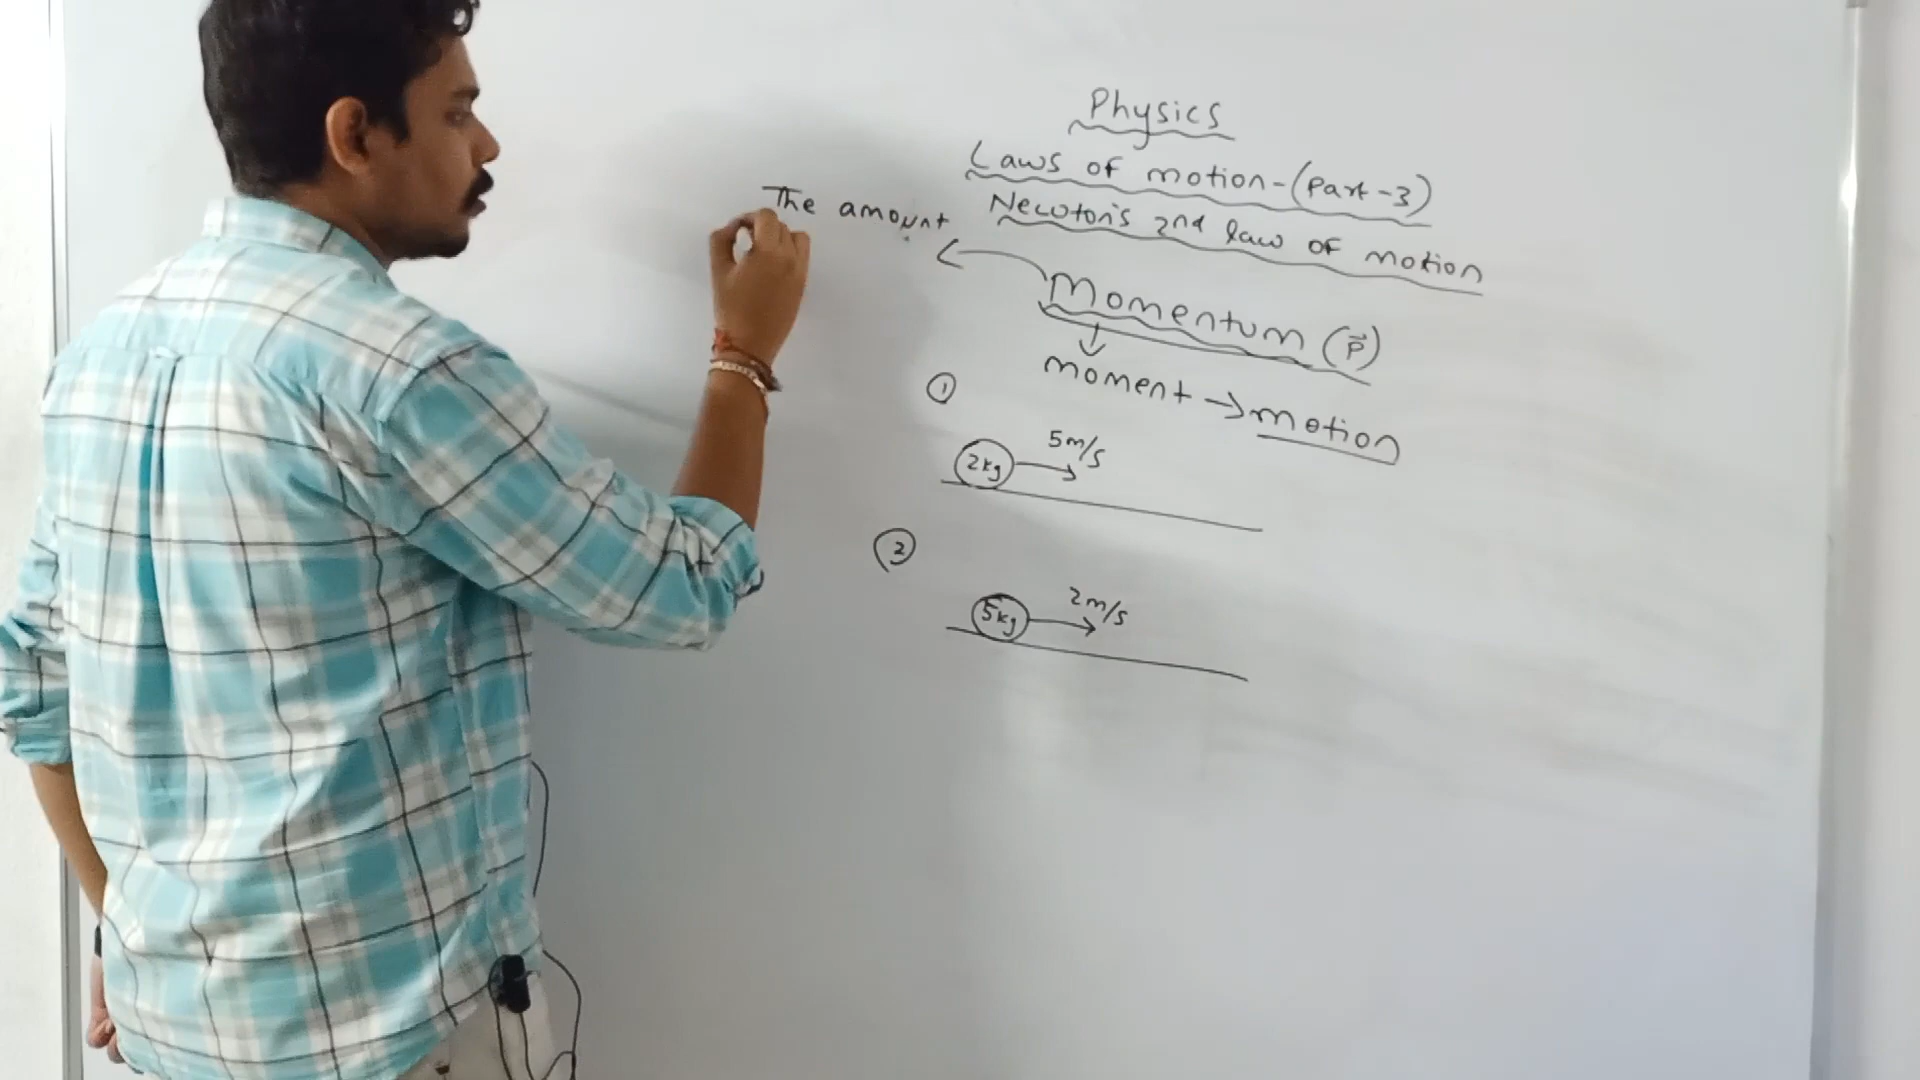 Physics
Laws of motion-(Part-3)
Newton's 2nd law of motion
The amount
Momentum (p⃗)
moment → motion
①
2kg → 5m/s
②
5kg → 2m/s